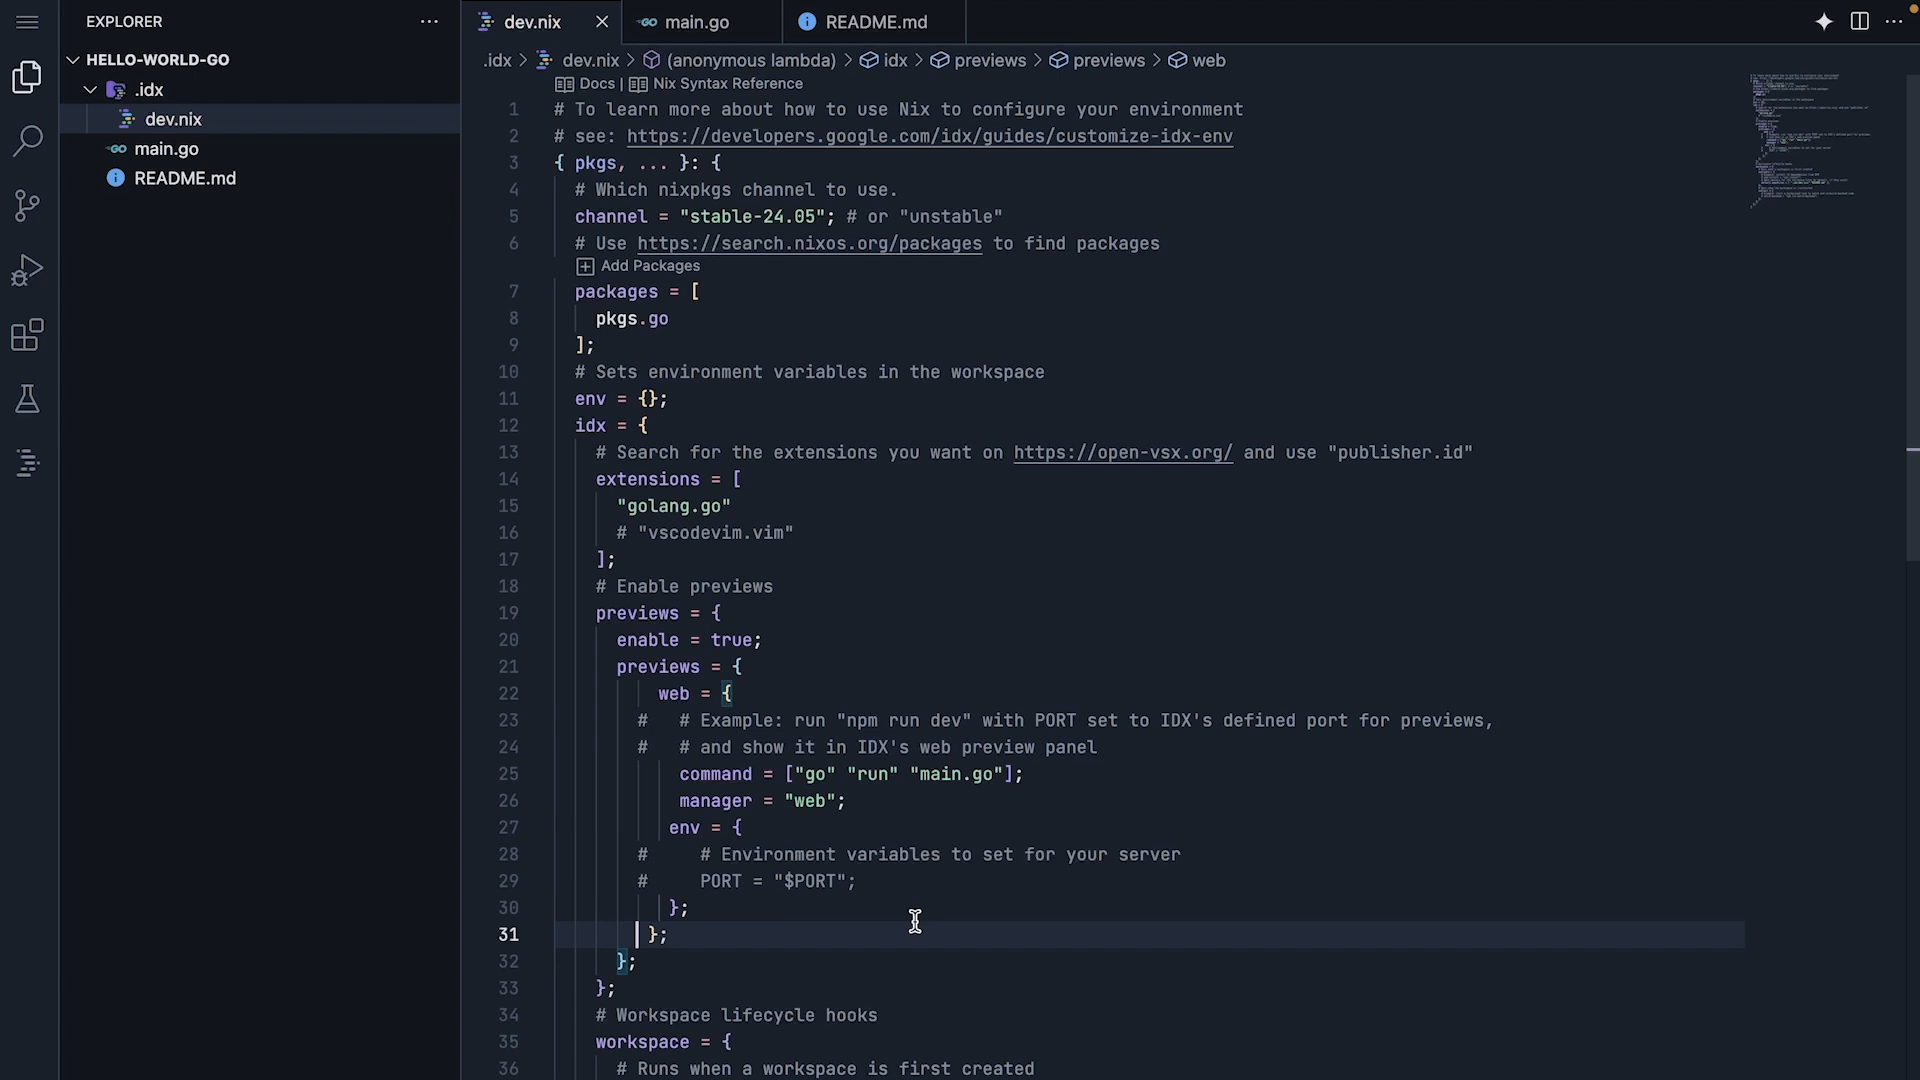 EXPLORER
HELLO-WORLD-GO
.idx
dev.nix
main.go
README.md
dev.nix
main.go
README.md
.idx > dev.nix > (anonymous lambda) > idx > previews > previews > web
Docs | Nix Syntax Reference
1 # To learn more about how to use Nix to configure your environment
2 # see: https://developers.google.com/idx/guides/customize-idx-env
3 { pkgs, ... }: {
4 # Which nixpkgs channel to use.
5 channel = "stable-24.05"; # or "unstable"
6 # Use https://search.nixos.org/packages to find packages
Add Packages
7 packages = [
8 pkgs.go
9 ];
10 # Sets environment variables in the workspace
11 env = {};
12 idx = {
13 # Search for the extensions you want on https://open-vsx.org/ and use "publisher.id"
14 extensions = [
15 "golang.go"
16 # "vscodevim.vim"
17 ];
18 # Enable previews
19 previews = {
20 enable = true;
21 previews = {
22 web = {
23 # # Example: run "npm run dev" with PORT set to IDX's defined port for previews,
24 # # and show it in IDX's web preview panel
25 command = ["go" "run" "main.go"];
26 manager = "web";
27 env = {
28 # # Environment variables to set for your server
29 # PORT = "$PORT";
30 };
31 };
32 };
33 };
34 # Workspace lifecycle hooks
35 workspace = {
36 # Runs when a workspace is first created